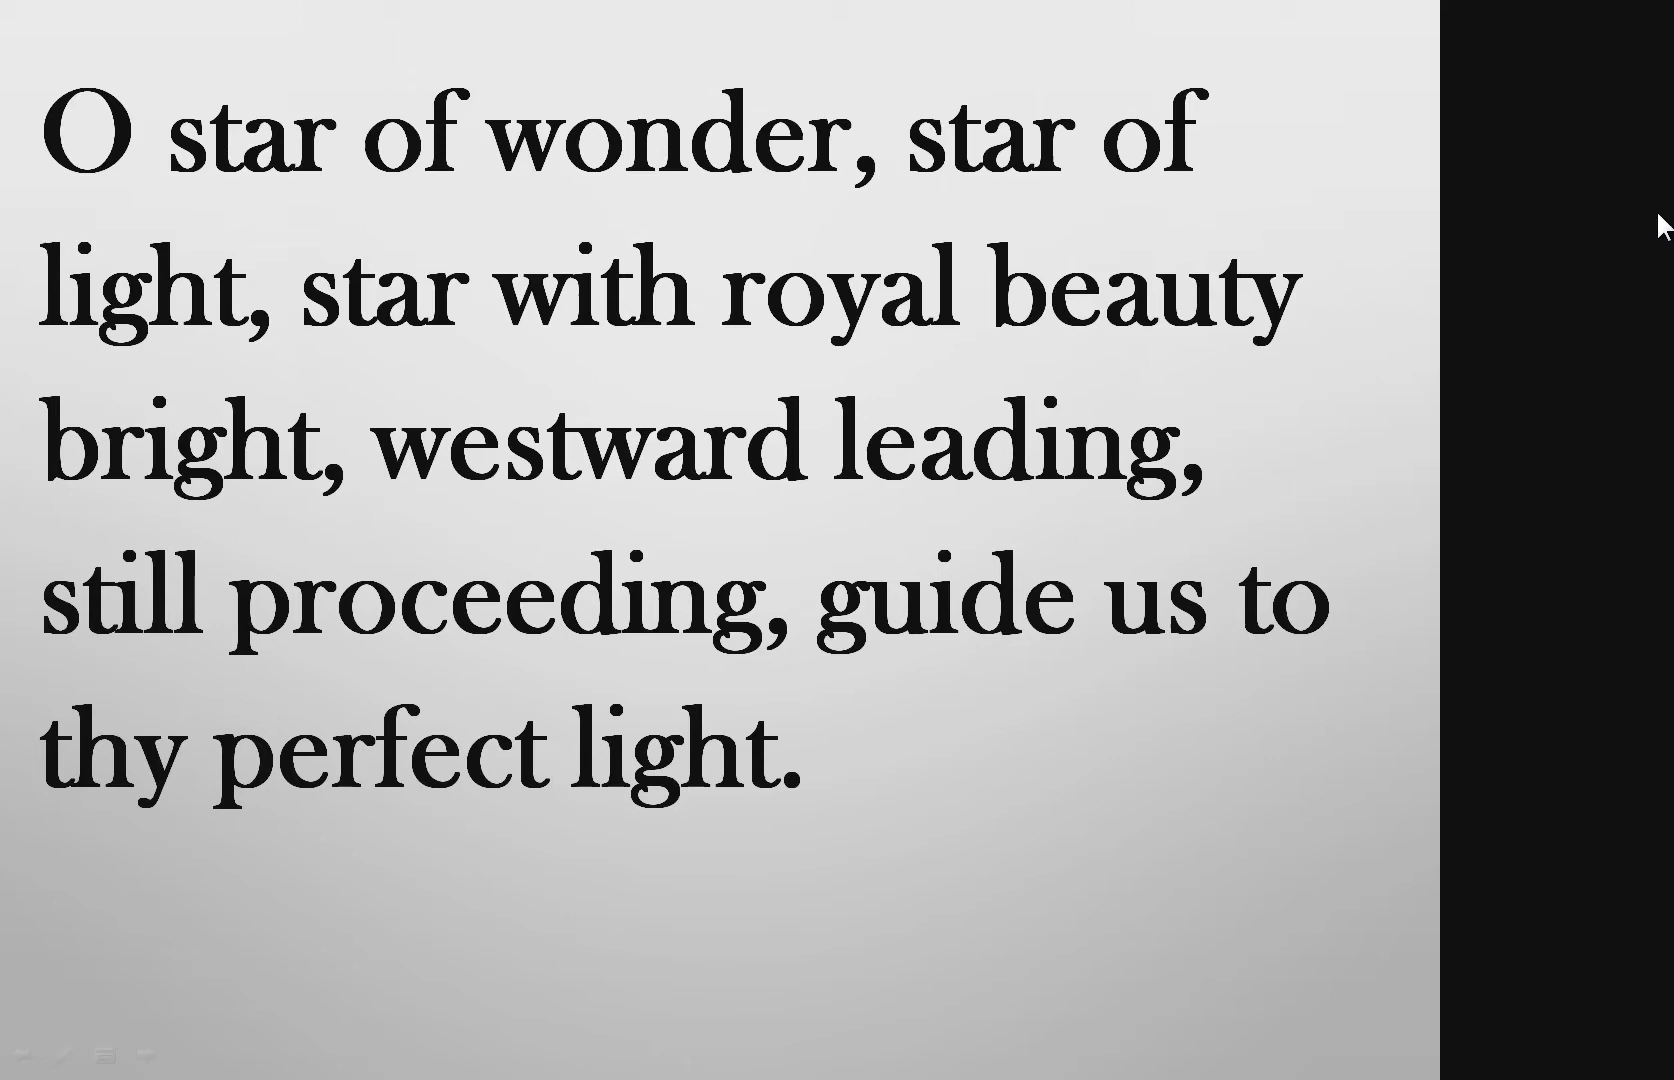 O star of wonder, star of
light, star with royal beauty
bright, westward leading,
still proceeding, guide us to
thy perfect light.